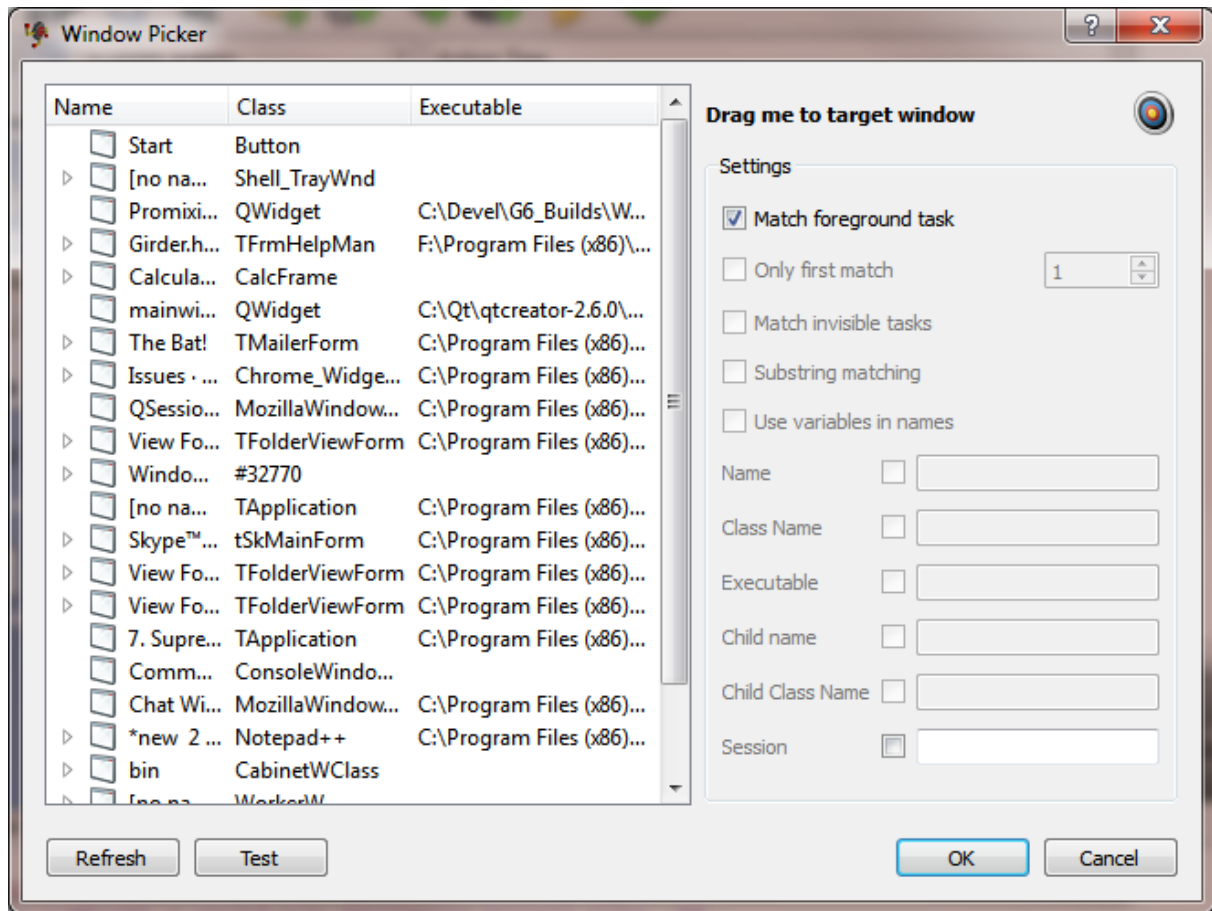 Window Picker
Name Class Executable
Start Button
[no na... Shell_TrayWnd
Promixi... QWidget C:\Devel\G6_Builds\W...
Girder.h... TFrmHelpMan F:\Program Files (x86)\...
Calcula... CalcFrame
mainwi... QWidget C:\Qt\qtcreator-2.6.0\...
The Bat! TMailerForm C:\Program Files (x86)...
Issues · ... Chrome_Widge... C:\Program Files (x86)...
QSessio... MozillaWindow... C:\Program Files (x86)...
View Fo... TFolderViewForm C:\Program Files (x86)...
Windo... #32770
[no na... TApplication C:\Program Files (x86)...
Skype™... tSkMainForm C:\Program Files (x86)...
View Fo... TFolderViewForm C:\Program Files (x86)...
View Fo... TFolderViewForm C:\Program Files (x86)...
7. Supre... TApplication C:\Program Files (x86)...
Comm... ConsoleWindo...
Chat Wi... MozillaWindow... C:\Program Files (x86)...
*new 2 ... Notepad++ C:\Program Files (x86)...
bin CabinetWClass
[no na... WorkerW
Drag me to target window
Settings
Match foreground task
Only first match 1
Match invisible tasks
Substring matching
Use variables in names
Name
Class Name
Executable
Child name
Child Class Name
Session
Refresh Test OK Cancel